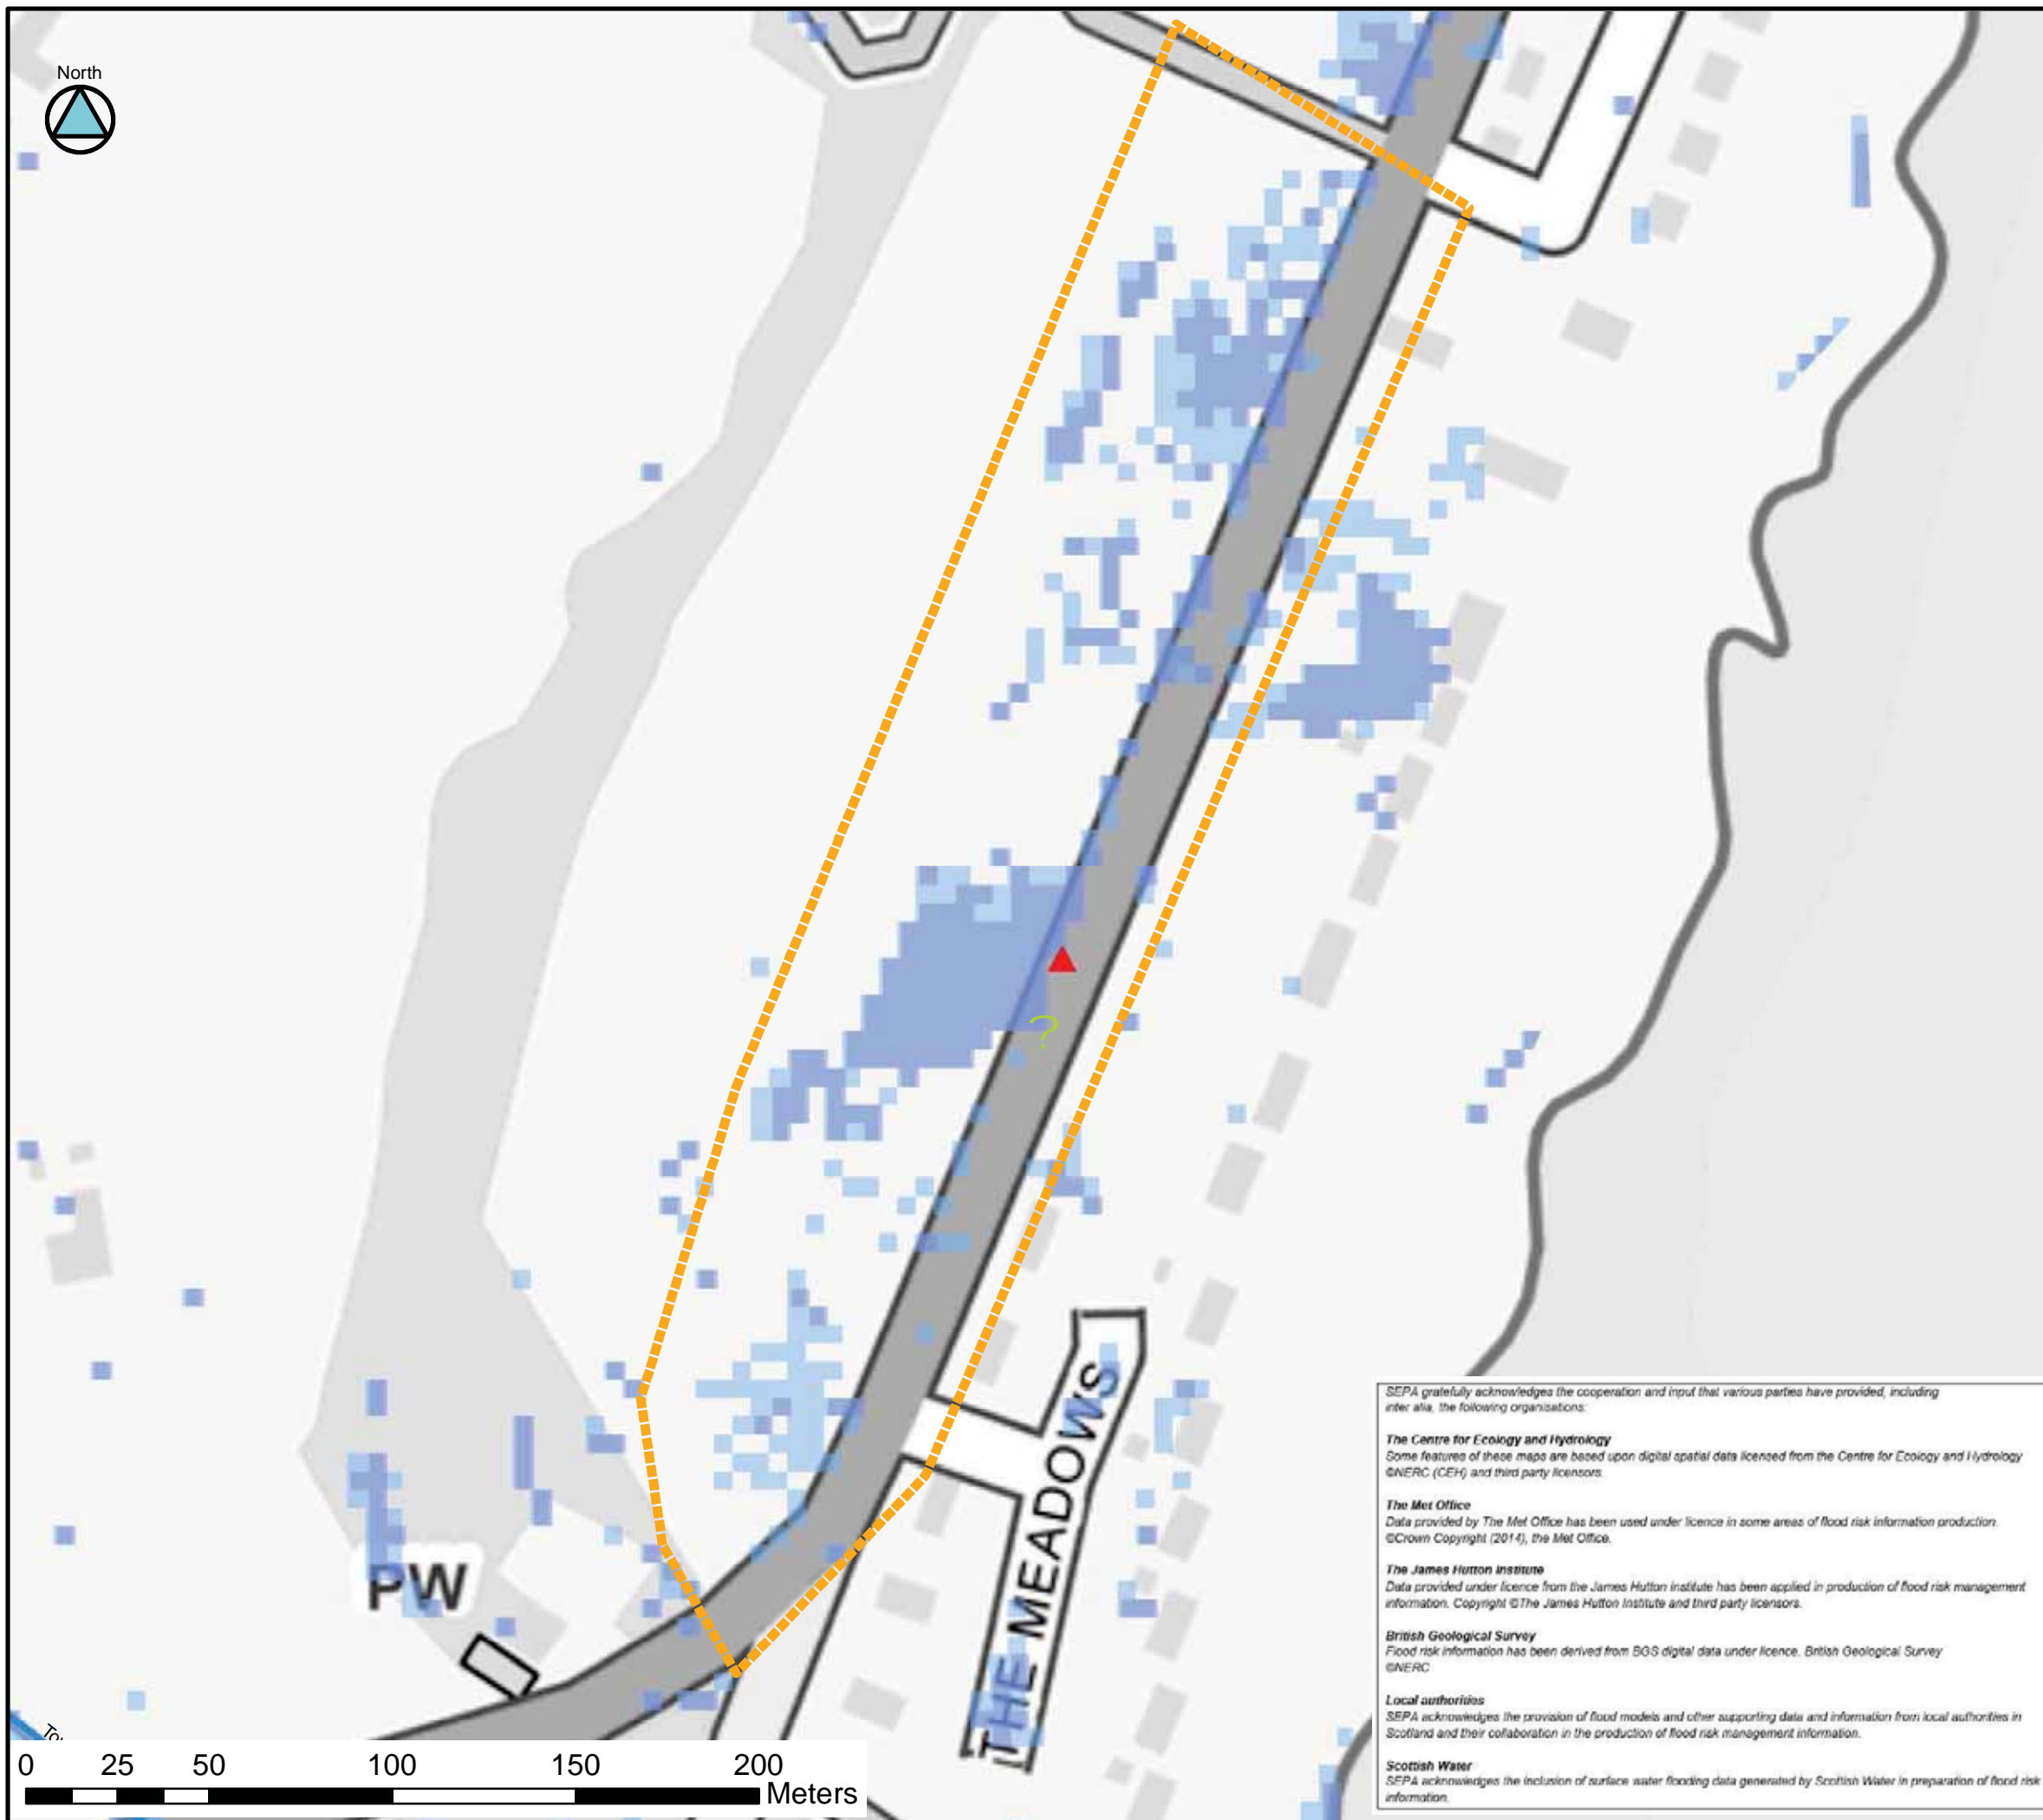 North
?
THE MEADOWS
PW
0 25 50 100 150 200
Meters
SEPA gratefully acknowledges the cooperation and input that various parties have provided, including
inter alia, the following organisations:
The Centre for Ecology and Hydrology
Some features of these maps are based upon digital spatial data licensed from the Centre for Ecology and Hydrology
©NERC (CEH) and third party licensors.
The Met Office
Data provided by The Met Office has been used under licence in some areas of flood risk information production.
©Crown Copyright (2014), the Met Office.
The James Hutton Institute
Data provided under licence from the James Hutton institute has been applied in production of flood risk management
information. Copyright ©The James Hutton Institute and third party licensors.
British Geological Survey
Flood risk information has been derived from BGS digital data under licence. British Geological Survey
©NERC
Local authorities
SEPA acknowledges the provision of flood models and other supporting data and information from local authorities in
Scotland and their collaboration in the production of flood risk management information.
Scottish Water
SEPA acknowledges the inclusion of surface water flooding data generated by Scottish Water in preparation of flood risk
information.